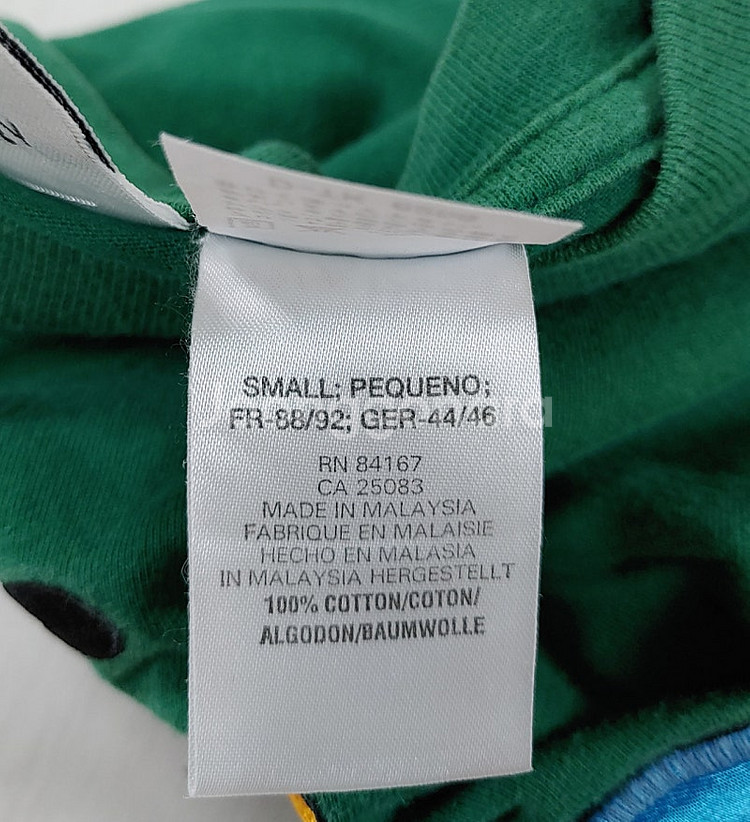 SMALL; PEQUENO;
FR-88/92; GER-44/46
RN 84167
CA 25083
MADE IN MALAYSIA
FABRIQUE EN MALAISIE
HECHO EN MALASIA
IN MALAYSIA HERGESTELLT
100% COTTON/COTON/
ALGODON/BAUMWOLLE